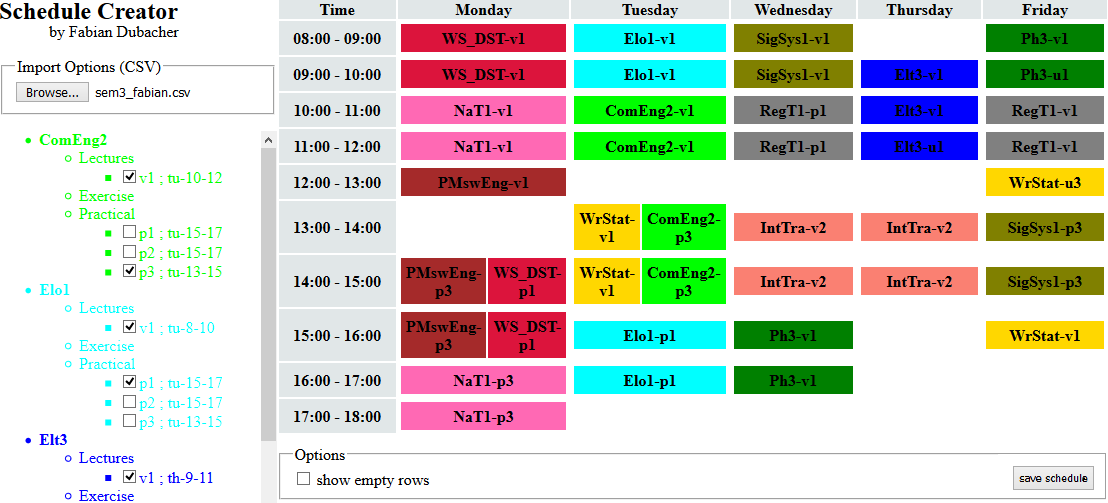 Schedule Creator
by Fabian Dubacher
Import Options (CSV)
Browse... sem3_fabian.csv
ComEng2
Lectures
v1 ; tu-10-12
Exercise
Practical
p1 ; tu-15-17
p2 ; tu-15-17
p3 ; tu-13-15
Elo1
Lectures
v1 ; tu-8-10
Exercise
Practical
p1 ; tu-15-17
p2 ; tu-15-17
p3 ; tu-13-15
Elt3
Lectures
v1 ; th-9-11
Exercise
Time Monday Tuesday Wednesday Thursday Friday
08:00 - 09:00 WS_DST-v1 Elo1-v1 SigSys1-v1 Ph3-v1
09:00 - 10:00 WS_DST-v1 Elo1-v1 SigSys1-v1 Elt3-v1 Ph3-u1
10:00 - 11:00 NaT1-v1 ComEng2-v1 RegT1-p1 Elt3-v1 RegT1-v1
11:00 - 12:00 NaT1-v1 ComEng2-v1 RegT1-p1 Elt3-u1 RegT1-v1
12:00 - 13:00 PMswEng-v1 WrStat-u3
13:00 - 14:00 WrStat-v1 ComEng2-p3 IntTra-v2 IntTra-v2 SigSys1-p3
14:00 - 15:00 PMswEng-p3 WS_DST-p1 WrStat-v1 ComEng2-p3 IntTra-v2 IntTra-v2 SigSys1-p3
15:00 - 16:00 PMswEng-p3 WS_DST-p1 Elo1-p1 Ph3-v1 WrStat-v1
16:00 - 17:00 NaT1-p3 Elo1-p1 Ph3-v1
17:00 - 18:00 NaT1-p3
Options
show empty rows
save schedule